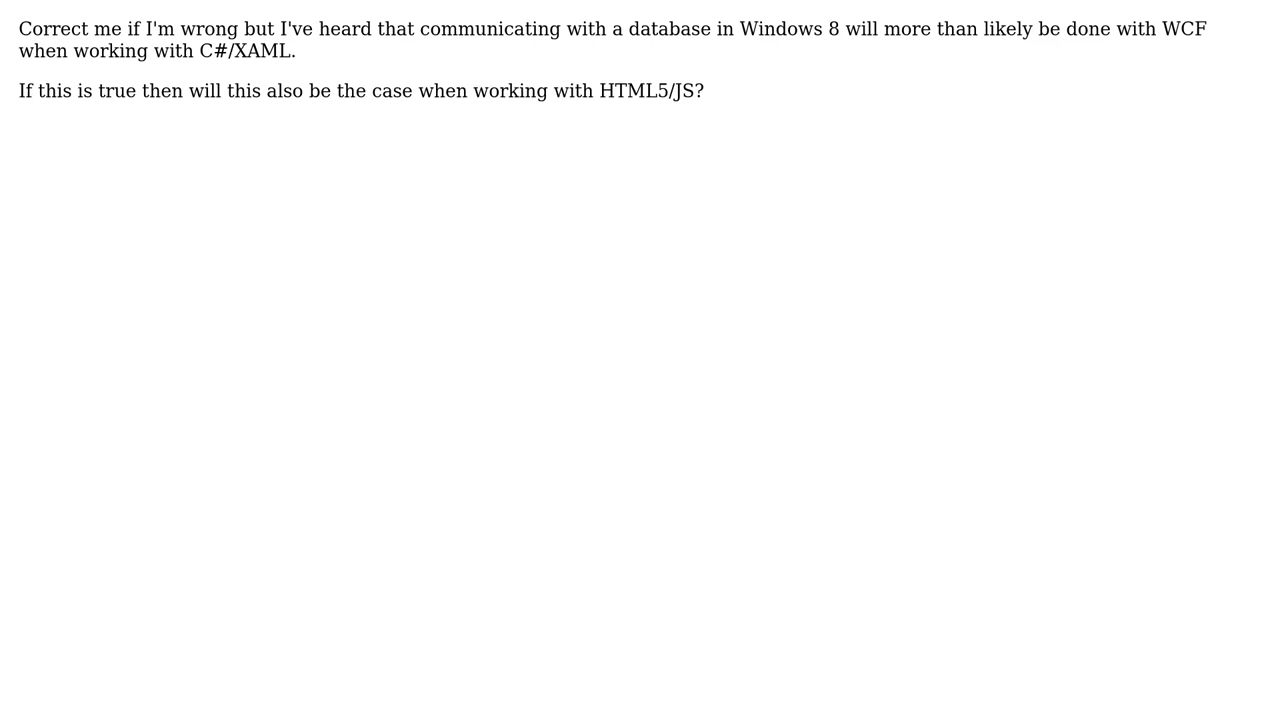 Correct me if I'm wrong but I've heard that communicating with a database in Windows 8 will more than likely be done with WCF
when working with C#/XAML.
If this is true then will this also be the case when working with HTML5/JS?